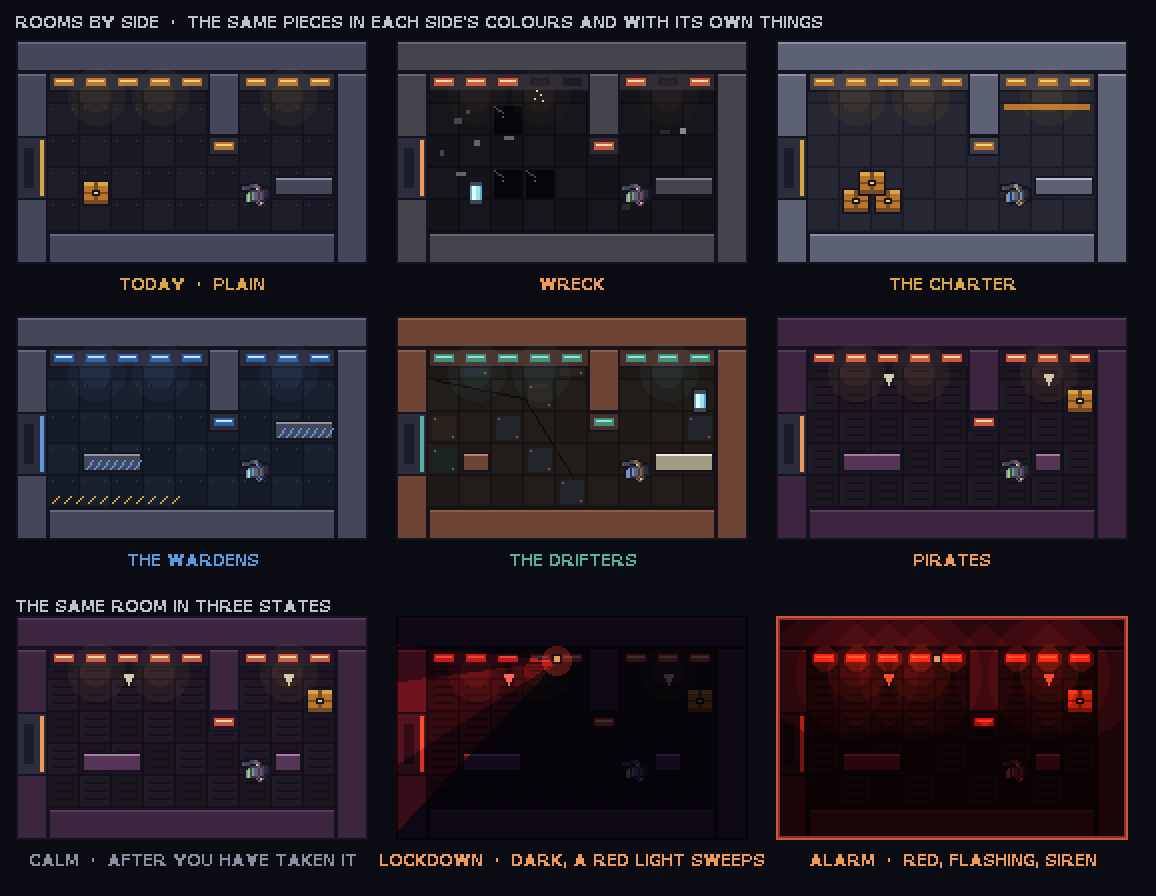 ROOMS BY SIDE · THE SAME PIECES IN EACH SIDE'S COLOURS AND WITH ITS OWN THINGS
TODAY · PLAIN
WRECK
THE CHARTER
THE WARDENS
THE DRIFTERS
PIRATES
THE SAME ROOM IN THREE STATES
CALM · AFTER YOU HAVE TAKEN IT
LOCKDOWN · DARK, A RED LIGHT SWEEPS
ALARM · RED, FLASHING, SIREN